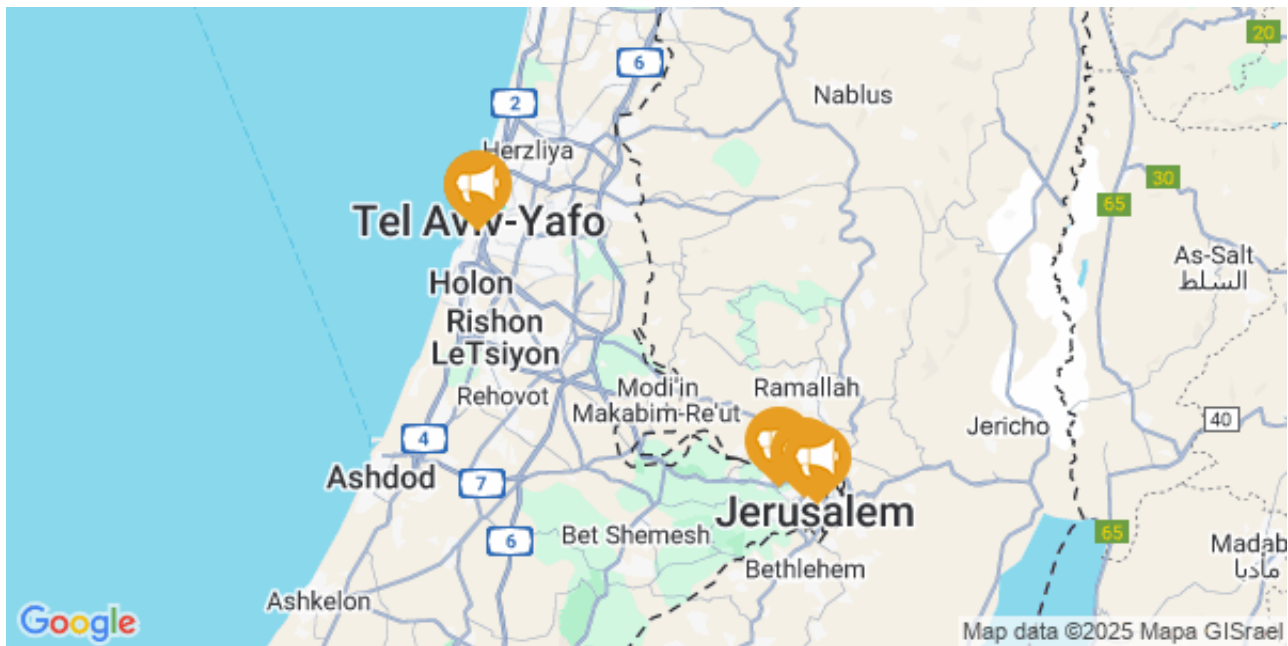 20
6
Nablus
2
Herzliya
30
65
Tel Aviv-Yafo
As-Salt
السلط
Holon
Rishon
LeTsiyon
Modi'in
Makabim-Re'ut
Ramallah
Rehovot
Jericho
40
4
Ashdod
7
Jerusalem
6
Bet Shemesh
65
Madab
مادبا
Bethlehem
Ashkelon
Google
Map data ©2025 Mapa GISrael